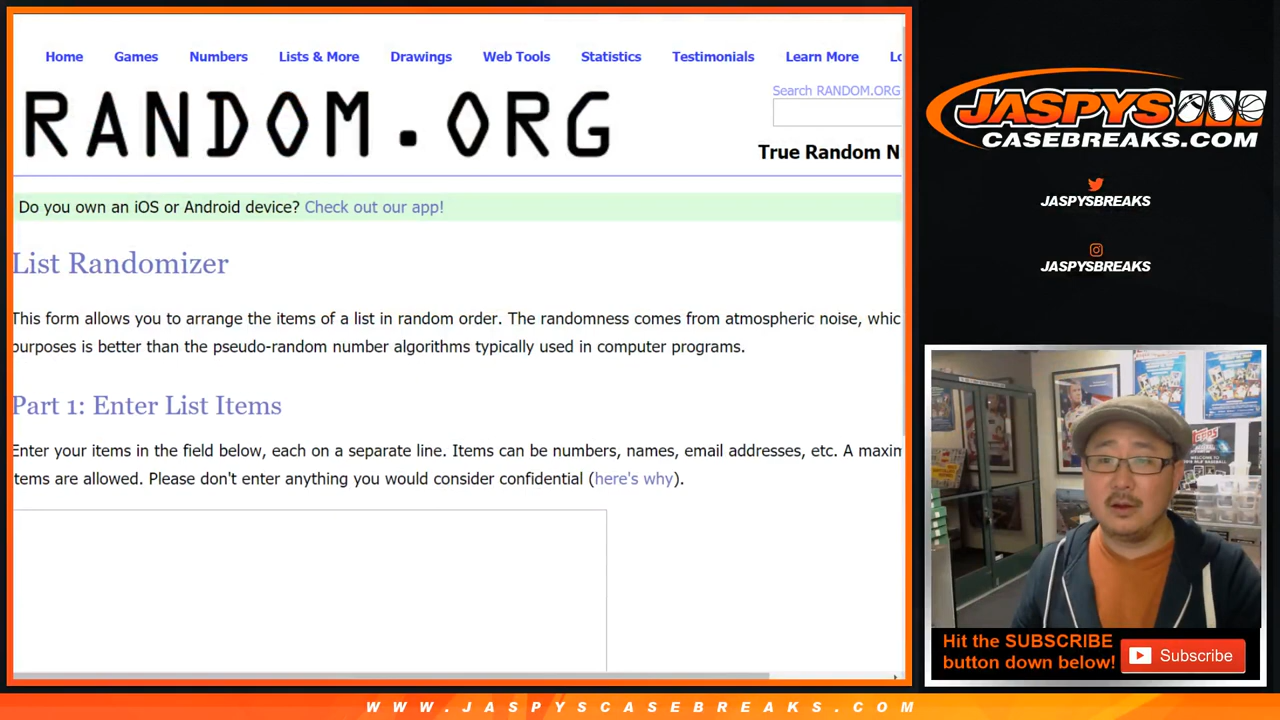 Home Games Numbers Lists & More Drawings Web Tools Statistics Testimonials Learn More Lo
RANDOM.ORG
Search RANDOM.ORG
True Random N
Do you own an iOS or Android device? Check out our app!
List Randomizer
This form allows you to arrange the items of a list in random order. The randomness comes from atmospheric noise, whic
purposes is better than the pseudo-random number algorithms typically used in computer programs.
Part 1: Enter List Items
Enter your items in the field below, each on a separate line. Items can be numbers, names, email addresses, etc. A maxim
items are allowed. Please don't enter anything you would consider confidential (here's why).
JASPYS
CASEBREAKS.COM
JASPYSBREAKS
JASPYSBREAKS
Topps
WELCOME TO
Hit the SUBSCRIBE
button down below!
Subscribe
WWW.JASPYSCASEBREAKS.COM